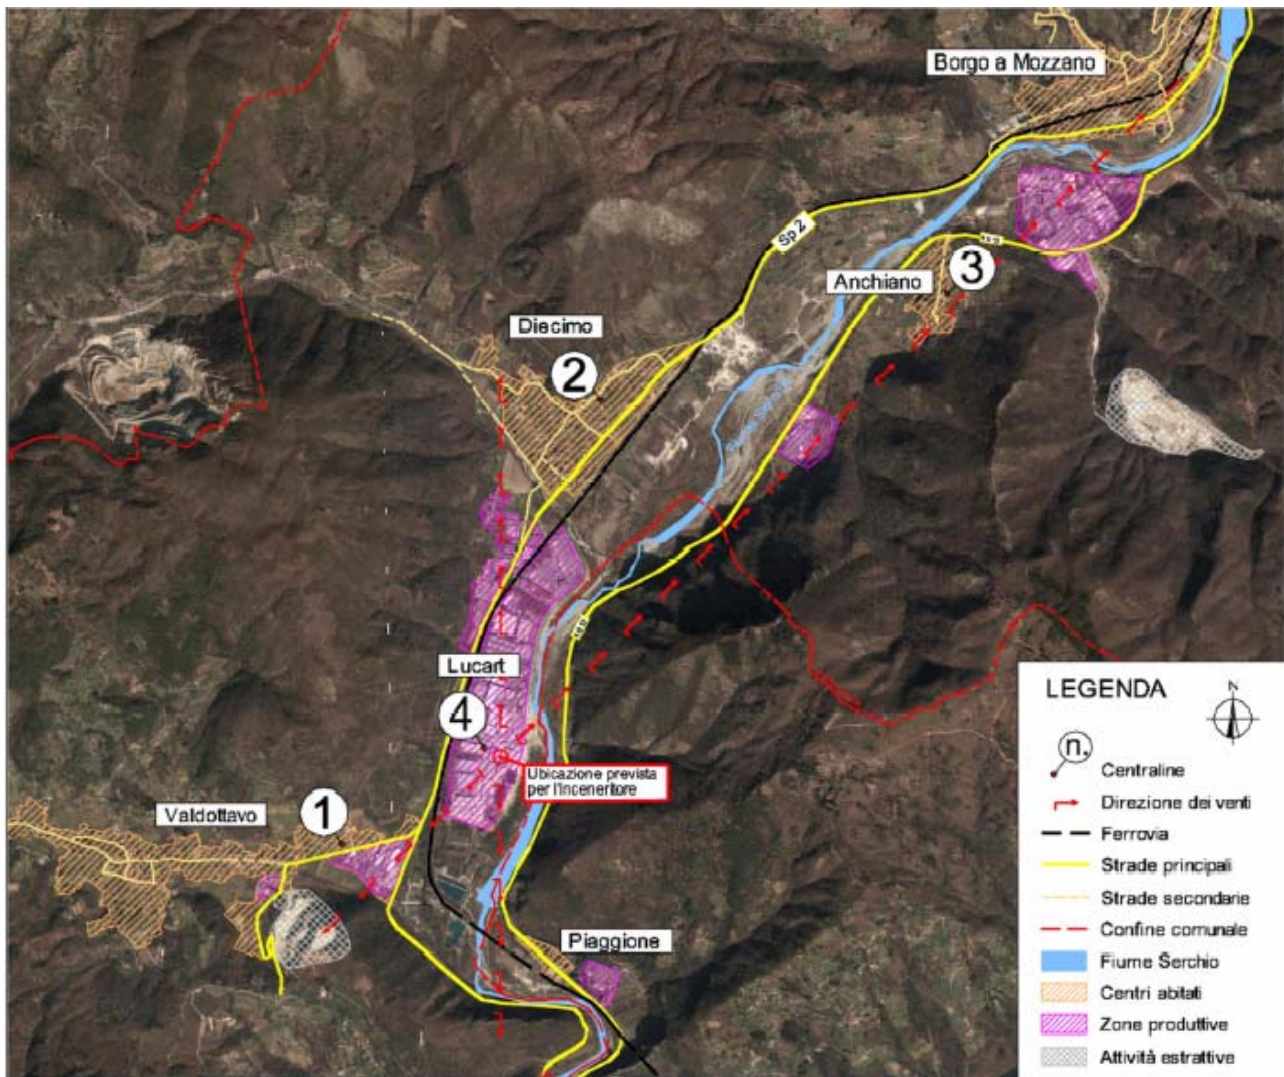 Borgo a Mozzano
Sp 2
Anchiano
3
Diecimo
2
Lucart
4
Ubicazione prevista
per l'Inceneritore
Valdottavo
1
Piaggione
LEGENDA
N
n.
Centraline
Direzione dei venti
Ferrovia
Strade principali
Strade secondarie
Confine comunale
Fiume Serchio
Centri abitati
Zone produttive
Attività estrattive